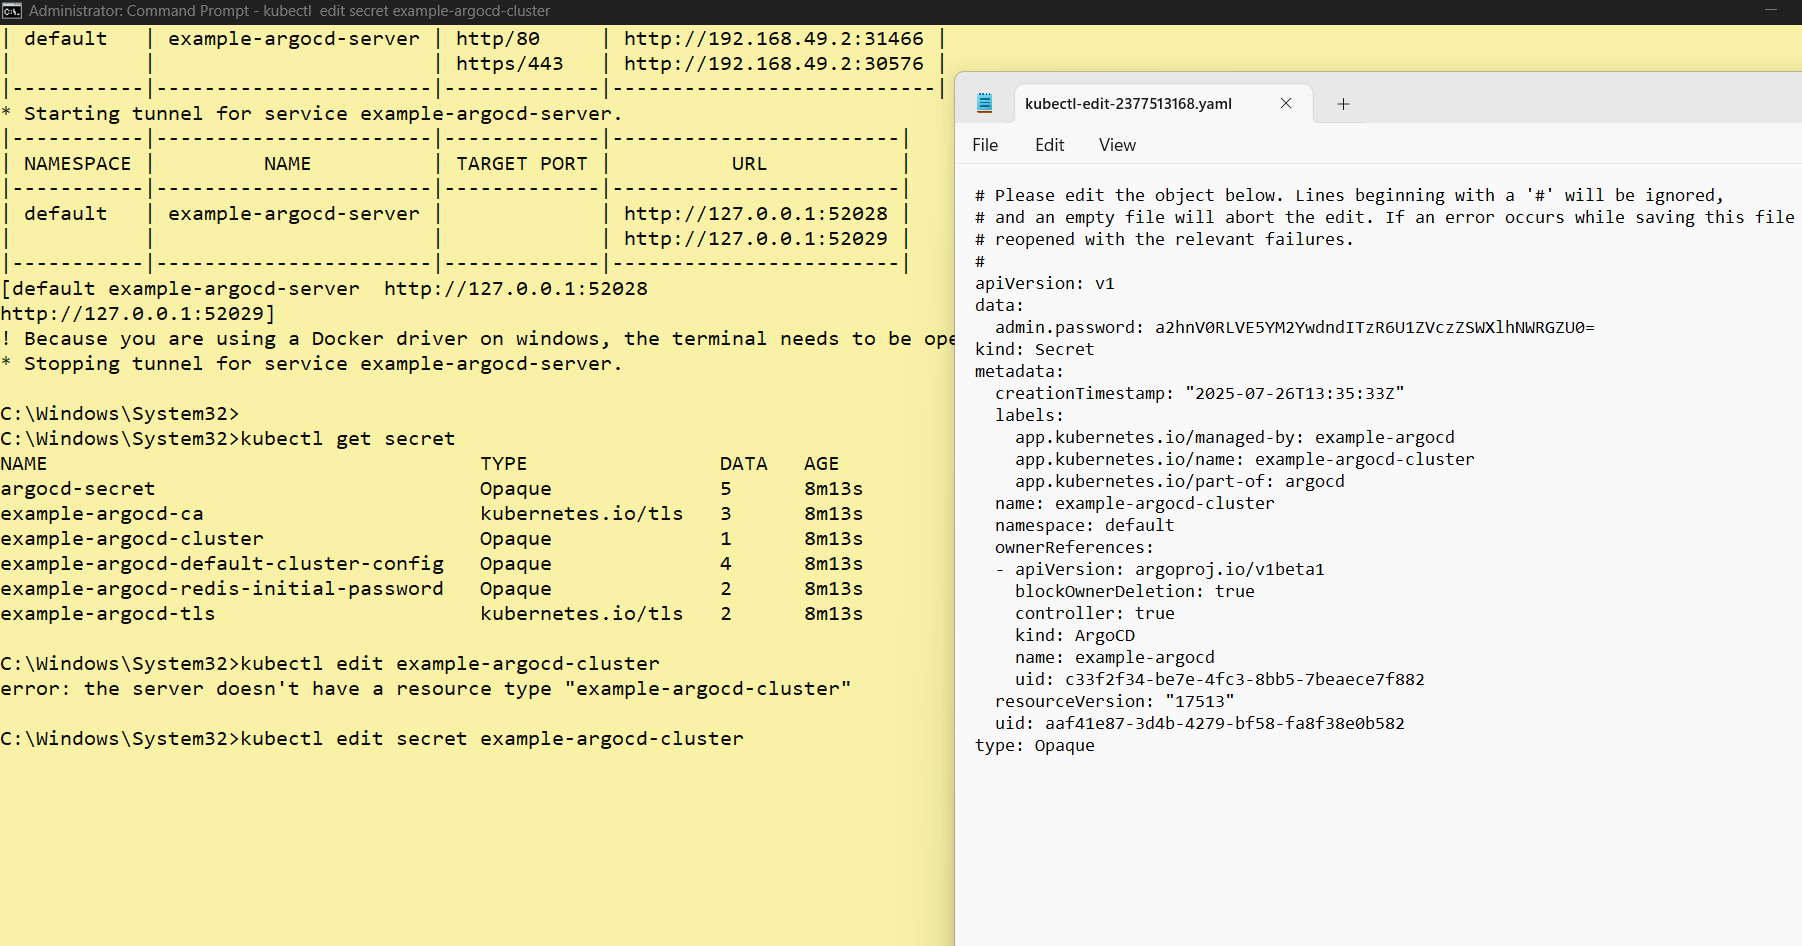 Administrator: Command Prompt - kubectl  edit secret example-argocd-cluster
| default   | example-argocd-server | http/80     | http://192.168.49.2:31466 |
|           |                       | https/443   | http://192.168.49.2:30576 |
|-----------|-----------------------|-------------|---------------------------|
* Starting tunnel for service example-argocd-server.
|-----------|-----------------------|-------------|------------------------|
| NAMESPACE |         NAME          | TARGET PORT |          URL           |
|-----------|-----------------------|-------------|------------------------|
| default   | example-argocd-server |             | http://127.0.0.1:52028 |
|           |                       |             | http://127.0.0.1:52029 |
|-----------|-----------------------|-------------|------------------------|
[default example-argocd-server  http://127.0.0.1:52028
http://127.0.0.1:52029]
! Because you are using a Docker driver on windows, the terminal needs to be ope
* Stopping tunnel for service example-argocd-server.
C:\Windows\System32>
C:\Windows\System32>kubectl get secret
NAME                                    TYPE                DATA   AGE
argocd-secret                           Opaque              5      8m13s
example-argocd-ca                       kubernetes.io/tls   3      8m13s
example-argocd-cluster                  Opaque              1      8m13s
example-argocd-default-cluster-config   Opaque              4      8m13s
example-argocd-redis-initial-password   Opaque              2      8m13s
example-argocd-tls                      kubernetes.io/tls   2      8m13s
C:\Windows\System32>kubectl edit example-argocd-cluster
error: the server doesn't have a resource type "example-argocd-cluster"
C:\Windows\System32>kubectl edit secret example-argocd-cluster
kubectl-edit-2377513168.yaml
File Edit View
# Please edit the object below. Lines beginning with a '#' will be ignored,
# and an empty file will abort the edit. If an error occurs while saving this file
# reopened with the relevant failures.
#
apiVersion: v1
data:
  admin.password: a2hnV0RLVE5YM2YwdndITzR6U1ZVczZSWXlhNWRGZU0=
kind: Secret
metadata:
  creationTimestamp: "2025-07-26T13:35:33Z"
  labels:
    app.kubernetes.io/managed-by: example-argocd
    app.kubernetes.io/name: example-argocd-cluster
    app.kubernetes.io/part-of: argocd
  name: example-argocd-cluster
  namespace: default
  ownerReferences:
  - apiVersion: argoproj.io/v1beta1
    blockOwnerDeletion: true
    controller: true
    kind: ArgoCD
    name: example-argocd
    uid: c33f2f34-be7e-4fc3-8bb5-7beaece7f882
  resourceVersion: "17513"
  uid: aaf41e87-3d4b-4279-bf58-fa8f38e0b582
type: Opaque